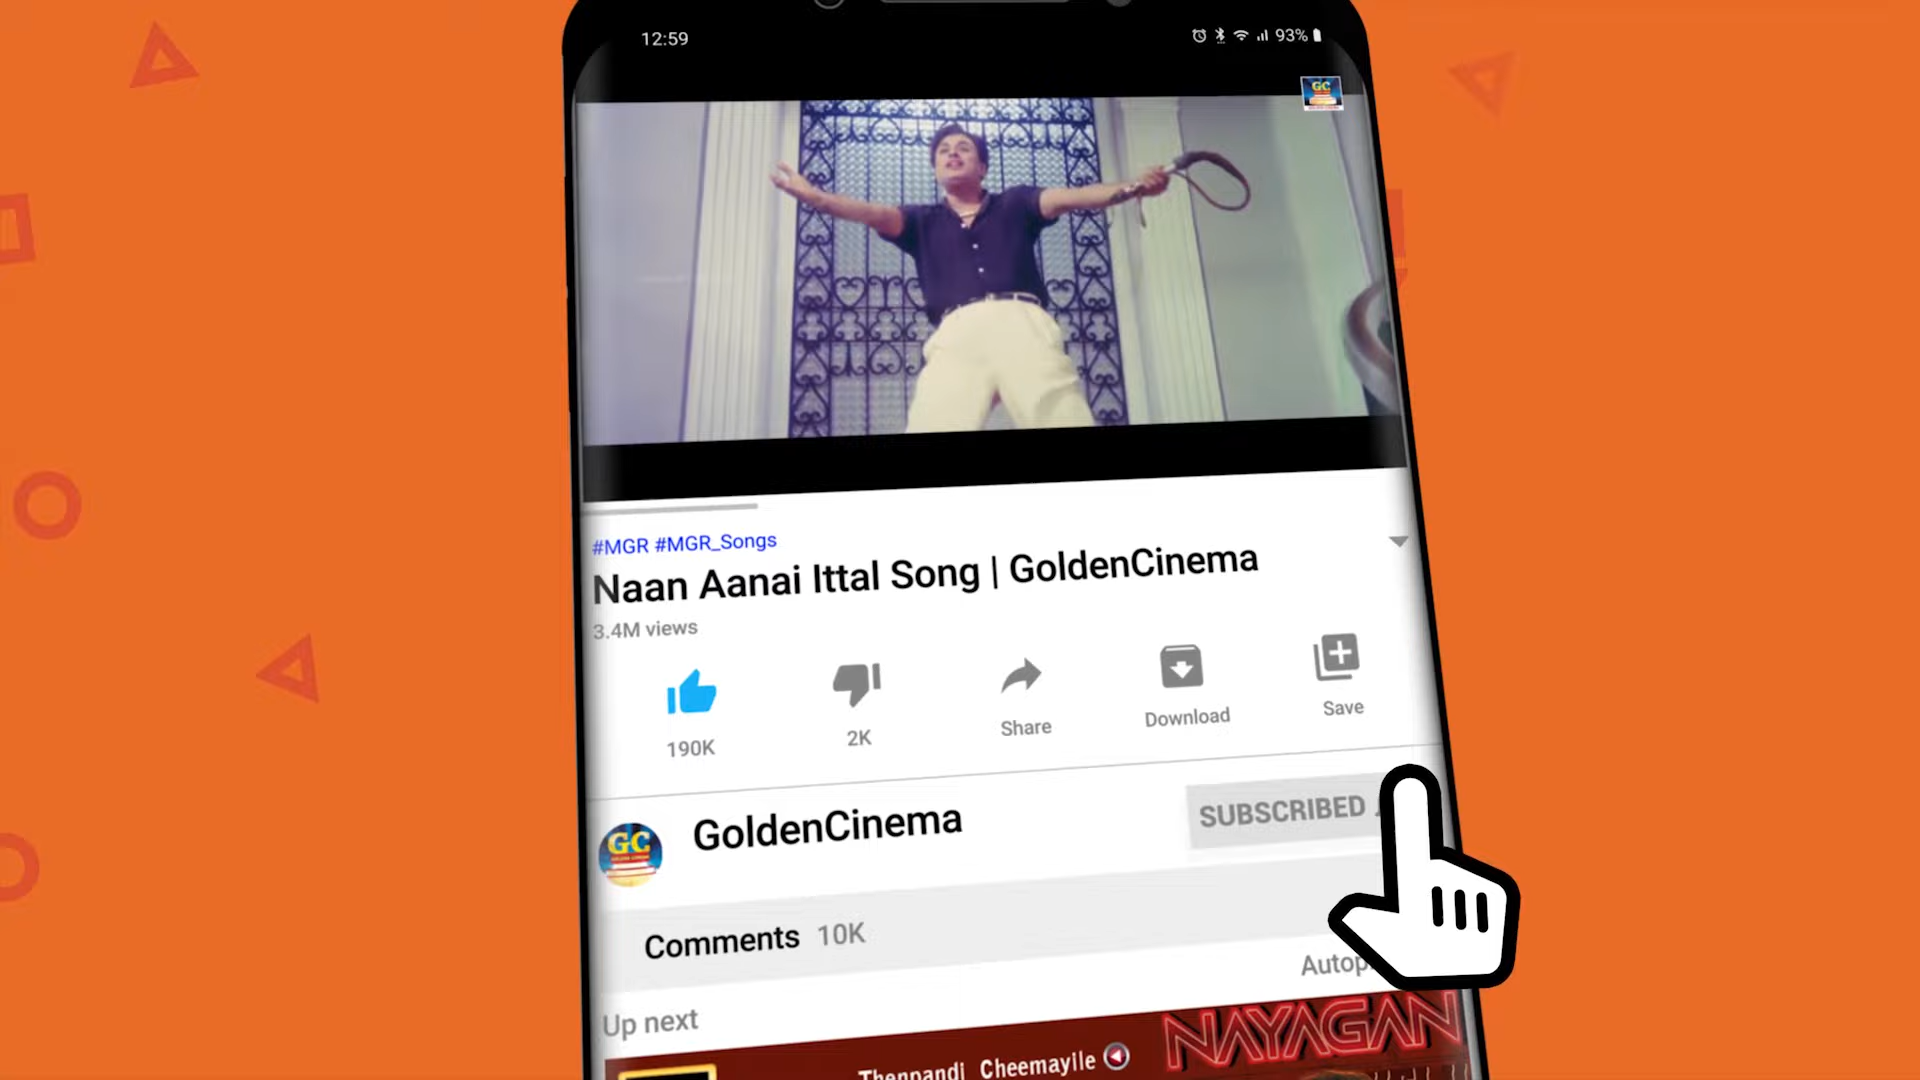 12:59
93%
GC
#MGR #MGR_Songs
Naan Aanai Ittal Song | GoldenCinema
3.4M views
190K
2K
Share
Download
Save
GC
GoldenCinema
SUBSCRIBED
Comments 10K
Up next
Thenpandi Cheemayile
NAYAGAN